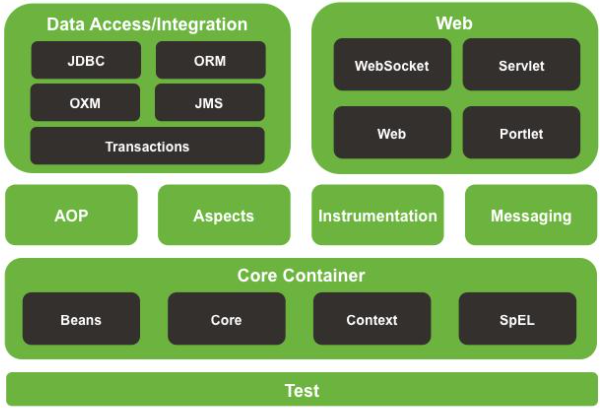 Data Access/Integration
JDBC
ORM
OXM
JMS
Transactions
Web
WebSocket
Servlet
Web
Portlet
AOP
Aspects
Instrumentation
Messaging
Core Container
Beans
Core
Context
SpEL
Test